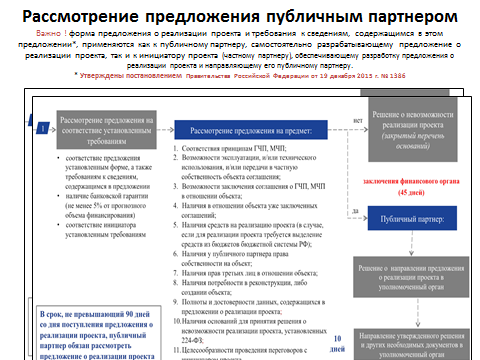 Рассмотрение предложения публичным партнером
Важно ! форма предложения о реализации проекта и требования к сведениям, содержащимся в этом
предложении*, применяются как к публичному партнеру, самостоятельно разрабатывающему предложение о
реализации проекта, так и к инициатору проекта (частному партнеру), обеспечивающему разработку предложения о
реализации проекта и направляющему его публичному партнеру.
* Утверждены постановлением Правительства Российской Федерации от 19 декабря 2015 г. № 1386
1
Рассмотрение предложения на
соответствие установленным
требованиям
• соответствие предложения
установленным форме, а также
требованиям к сведениям,
содержащимся в предложении
• наличие банковской гарантии
(не менее 5% от прогнозного
объема финансирования)
• соответствие инициатора
установленным требованиям
В срок, не превышающий 90 дней
со дня поступления предложения о
реализации проекта, публичный
партнер обязан рассмотреть
предложение о реализации проекта
Рассмотрение предложения на предмет:
1. Соответствия принципам ГЧП, МЧП;
2. Возможности эксплуатации, и/или технического
использования, и/или передачи в частную
собственность объекта соглашения;
3. Возможности заключения соглашения о ГЧП, МЧП
в отношении объекта;
4. Наличия в отношении объекта уже заключенных
соглашений;
5. Наличия средств на реализацию проекта (в случае,
если для реализации проекта требуется выделение
средств из бюджетов бюджетной системы РФ);
6. Наличия у публичного партнера права
собственности на объект;
7. Наличия прав третьих лиц в отношении объекта;
8. Наличия потребности в реконструкции, либо
создании объекта;
9. Полноты и достоверности данных, содержащихся в
предложении о реализации проекта;
10. Наличия оснований для принятия решения о
невозможности реализации проекта, установленных
224-ФЗ;
11. Целесообразности проведения переговоров с
нет
да
10
дней
Решение о невозможности
реализации проекта
(закрытый перечень
оснований)
заключения финансового органа
(45 дней)
Публичный партнер:
Решение о направлении предложения
о реализации проекта в
уполномоченный орган
Направление утвержденного решения
и других необходимых документов в
уполномоченный орган